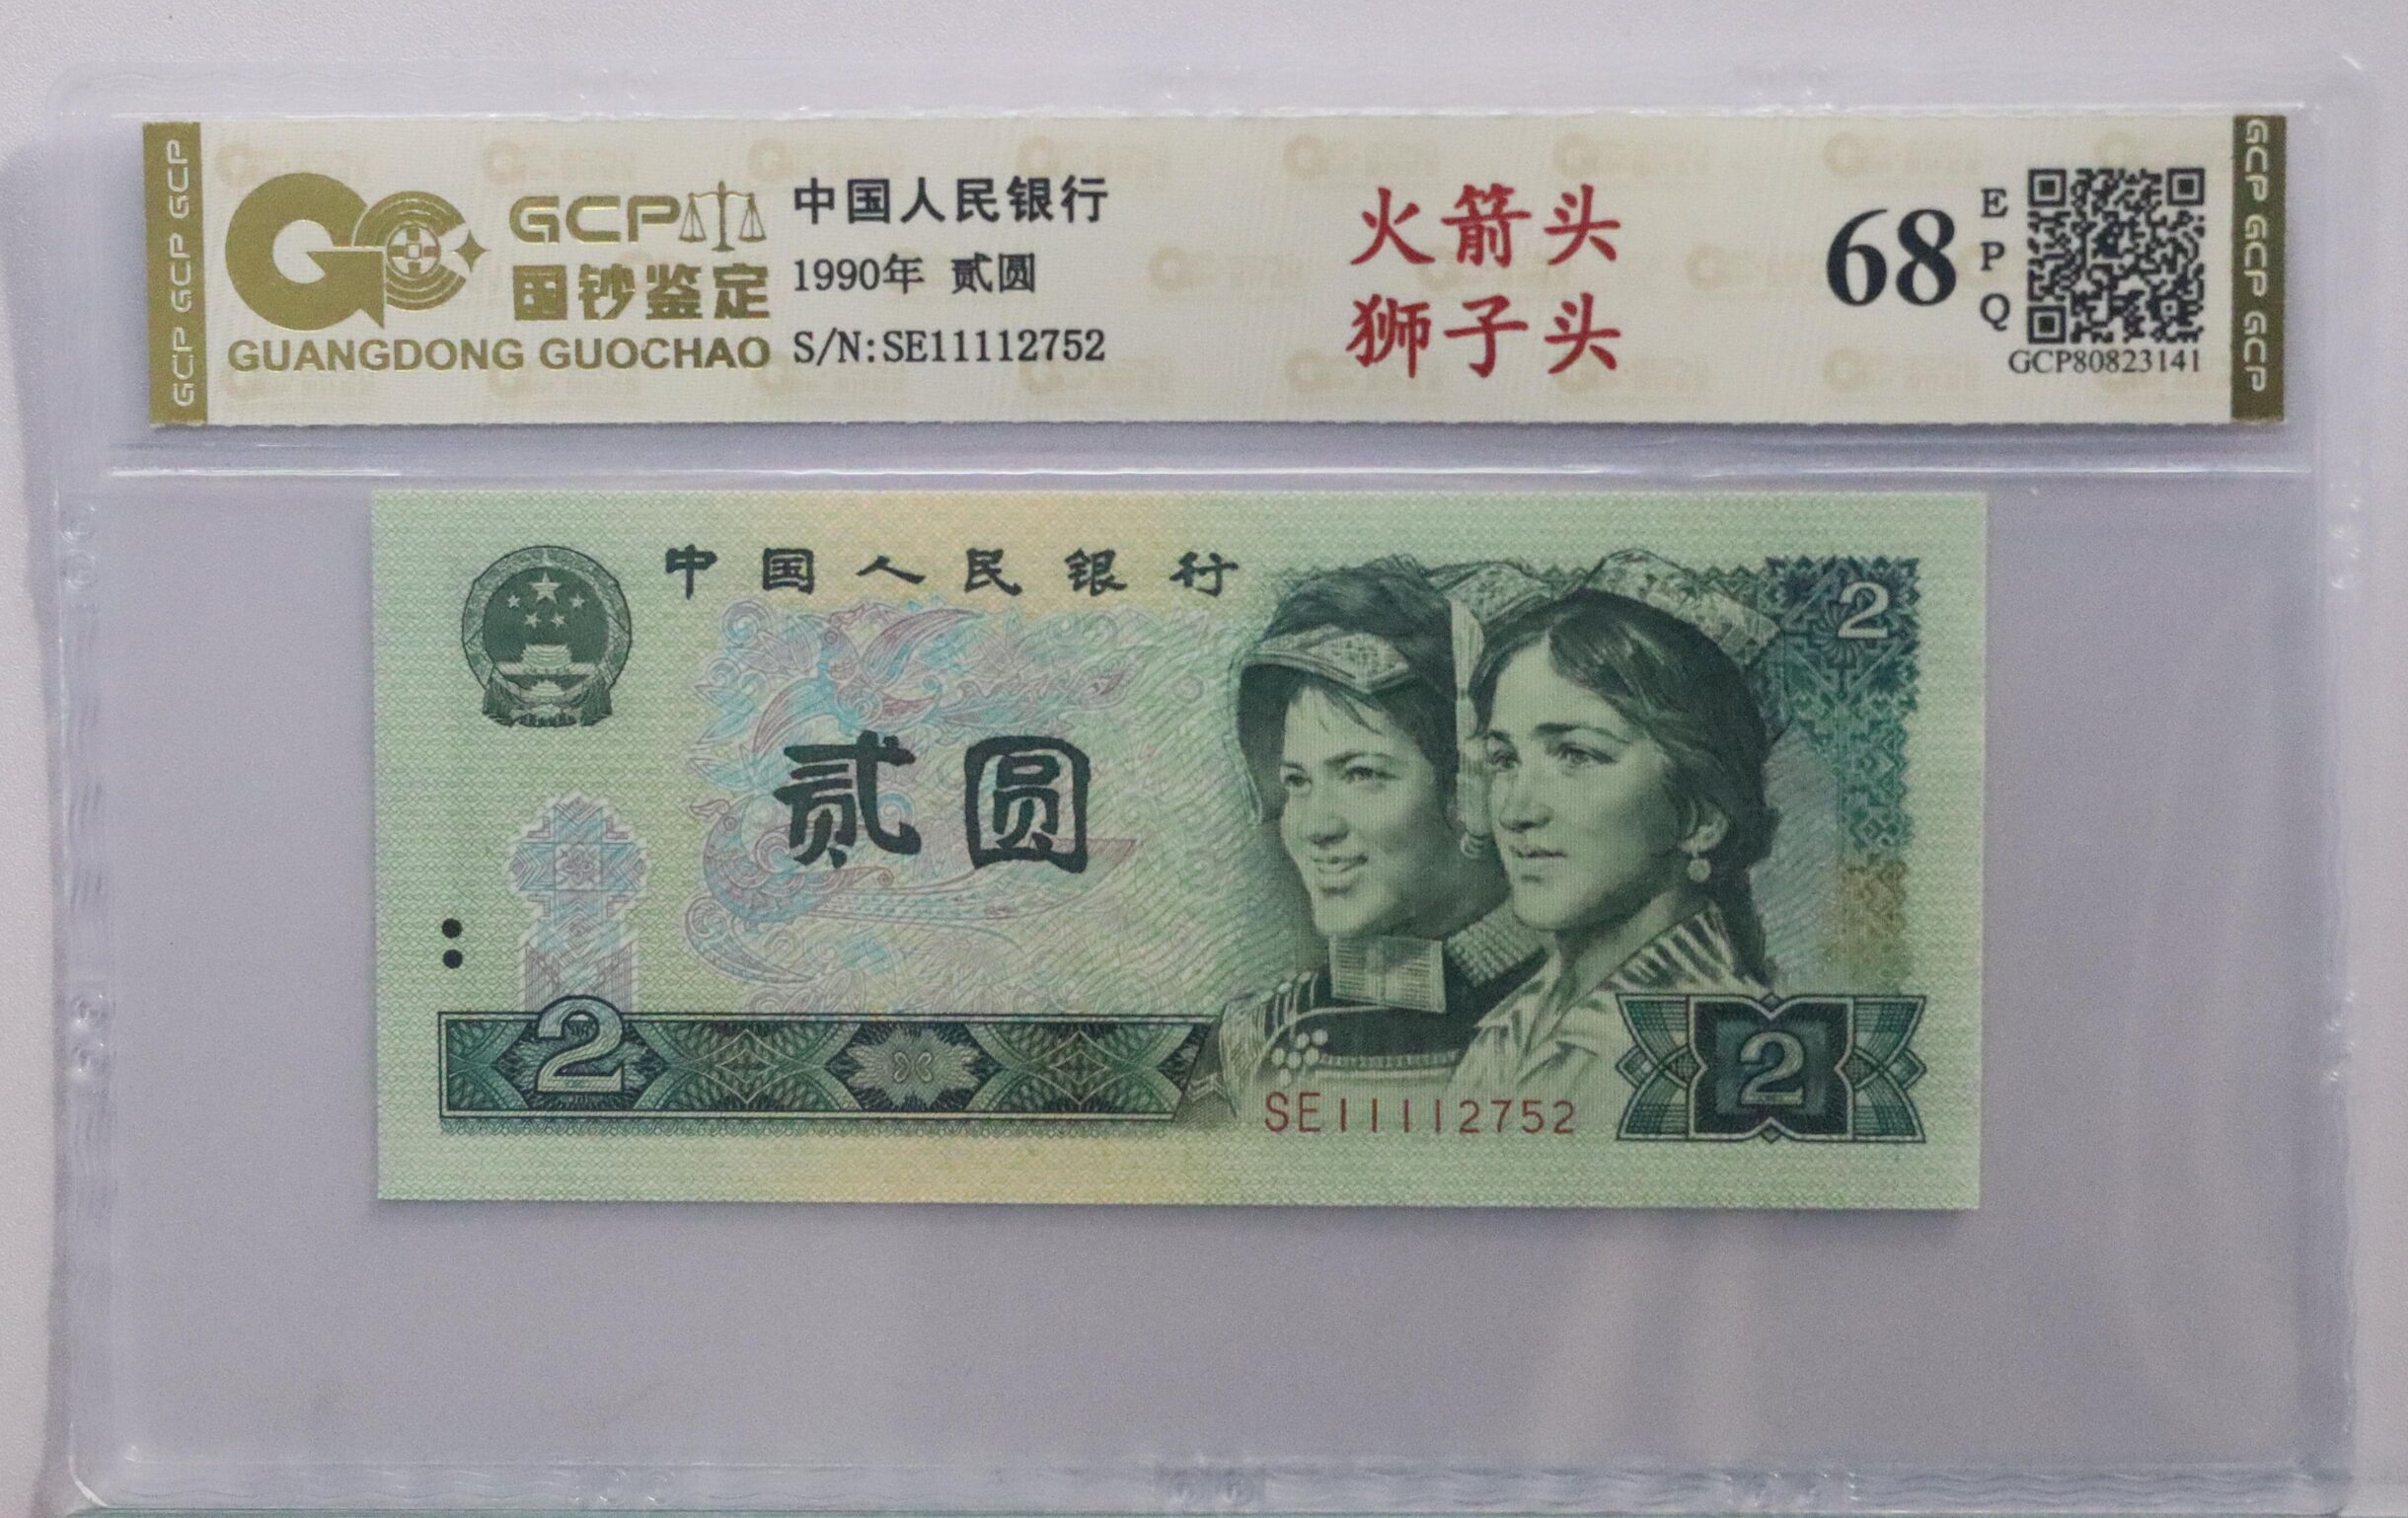 GCP GCP GCP
GCP
国钞鉴定
GUANGDONG GUOCHAO
中国人民银行
1990年 贰圆
S/N:SE11112752
火箭头
狮子头
68
E
P
Q
GCP80823141
GCP GCP GCP
中国人民银行
2
贰圆
2
SE11112752
2